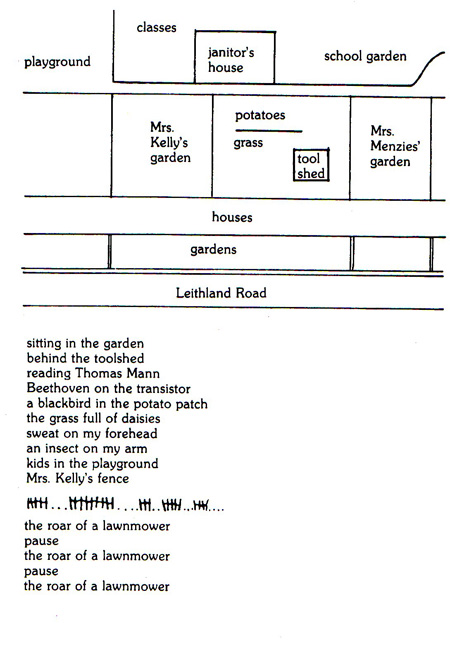 classes
janitor's
house
school garden
playground
potatoes
grass
tool
shed
Mrs.
Kelly's
garden
Mrs.
Menzies'
garden
houses
gardens
Leithland Road
sitting in the garden
behind the toolshed
reading Thomas Mann
Beethoven on the transistor
a blackbird in the potato patch
the grass full of daisies
sweat on my forehead
an insect on my arm
kids in the playground
Mrs. Kelly's fence
the roar of a lawnmower
pause
the roar of a lawnmower
pause
the roar of a lawnmower